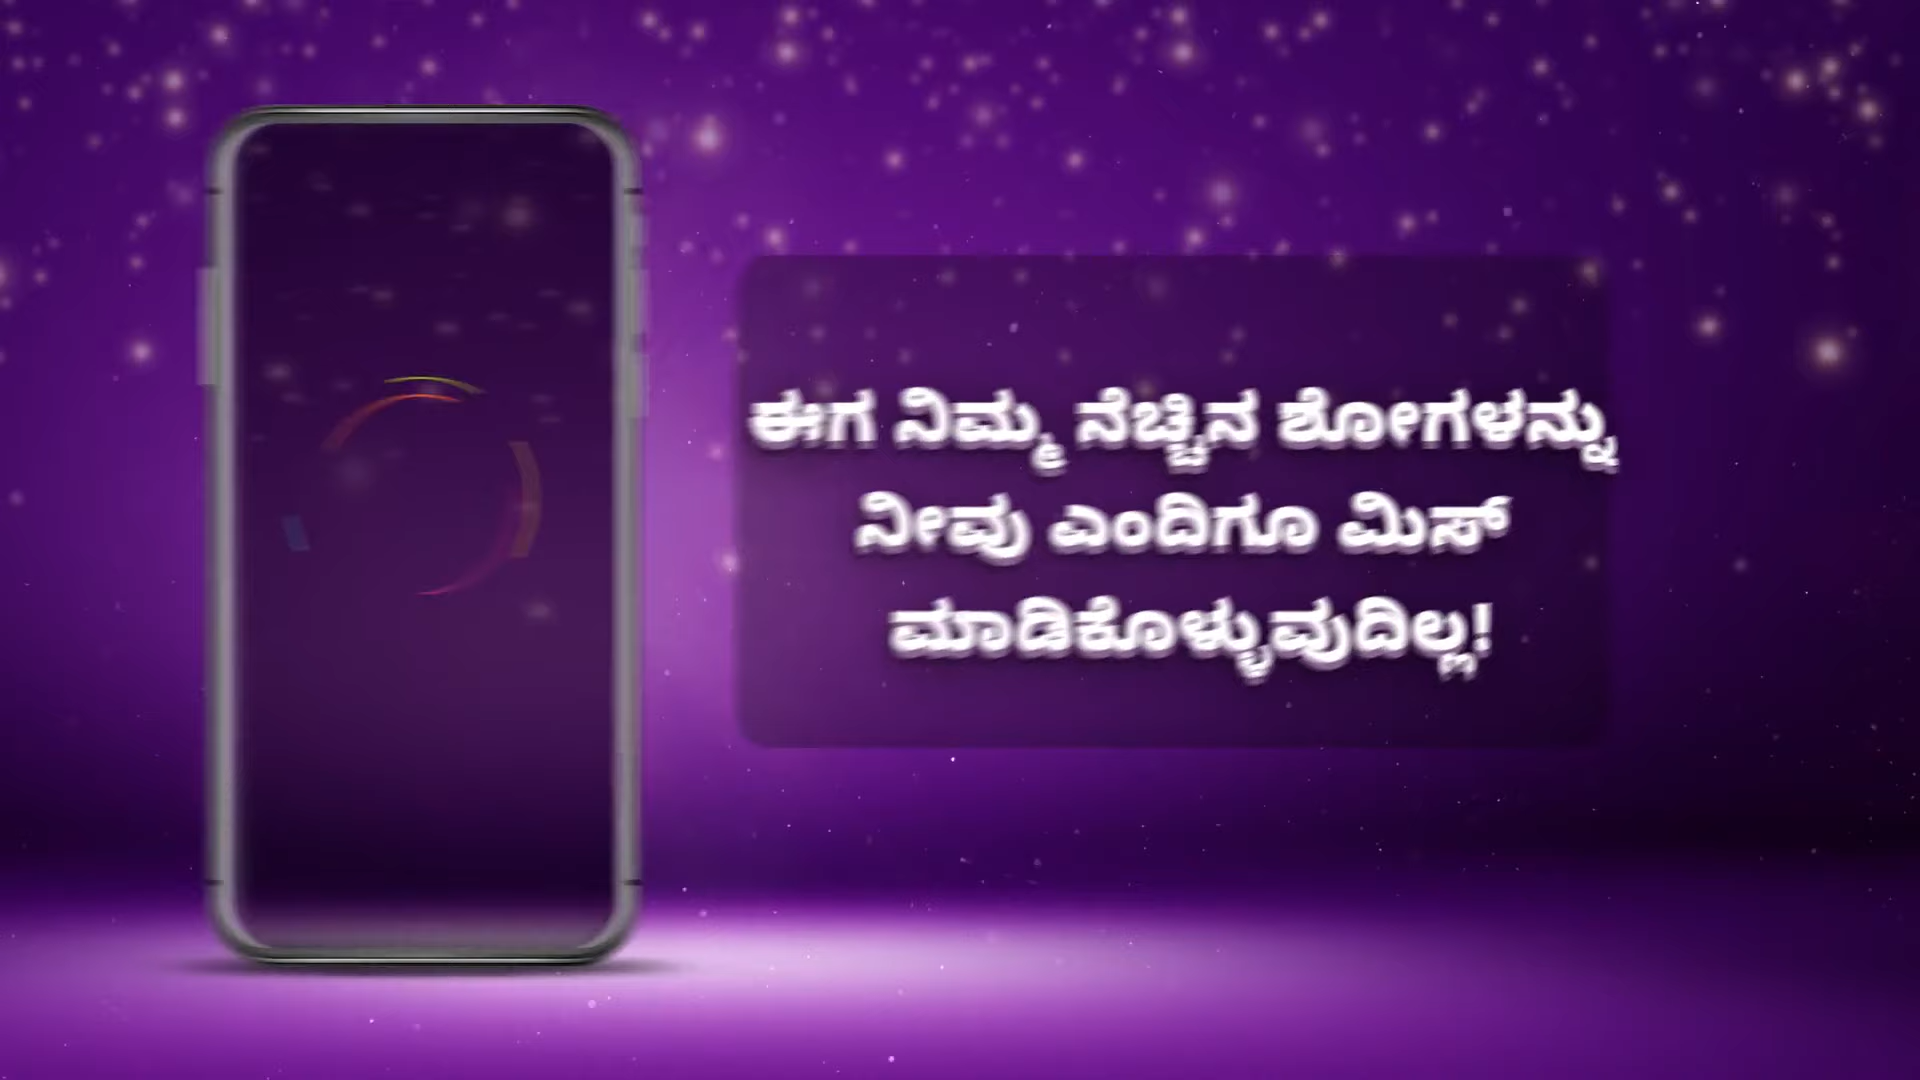 ಈಗ ನಿಮ್ಮ ನೆಚ್ಚಿನ ಶೋಗಳನ್ನು
ನೀವು ಎಂದಿಗೂ ಮಿಸ್
ಮಾಡಿಕೊಳ್ಳುವುದಿಲ್ಲ!